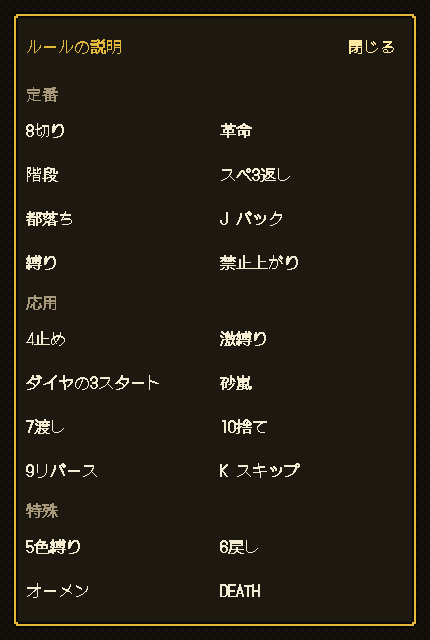 ルールの説明 閉じる
定番
8切り 革命
階段 スペ3返し
都落ち J バック
縛り 禁止上がり
応用
4止め 激縛り
ダイヤの3スタート 砂嵐
7渡し 10捨て
9リバース K スキップ
特殊
5色縛り 6戻し
オーメン DEATH